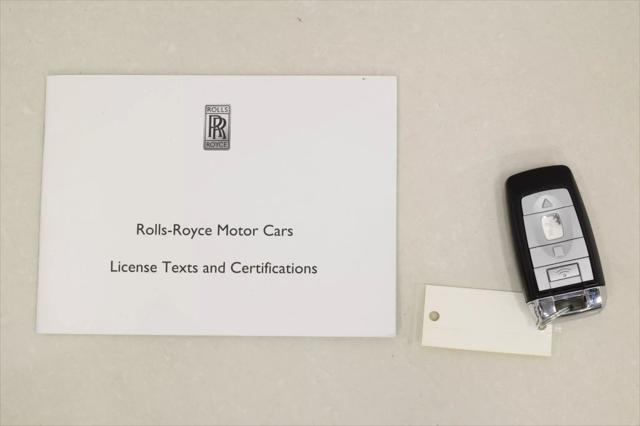 ROLLS
RR
ROYCE
Rolls-Royce Motor Cars
License Texts and Certifications